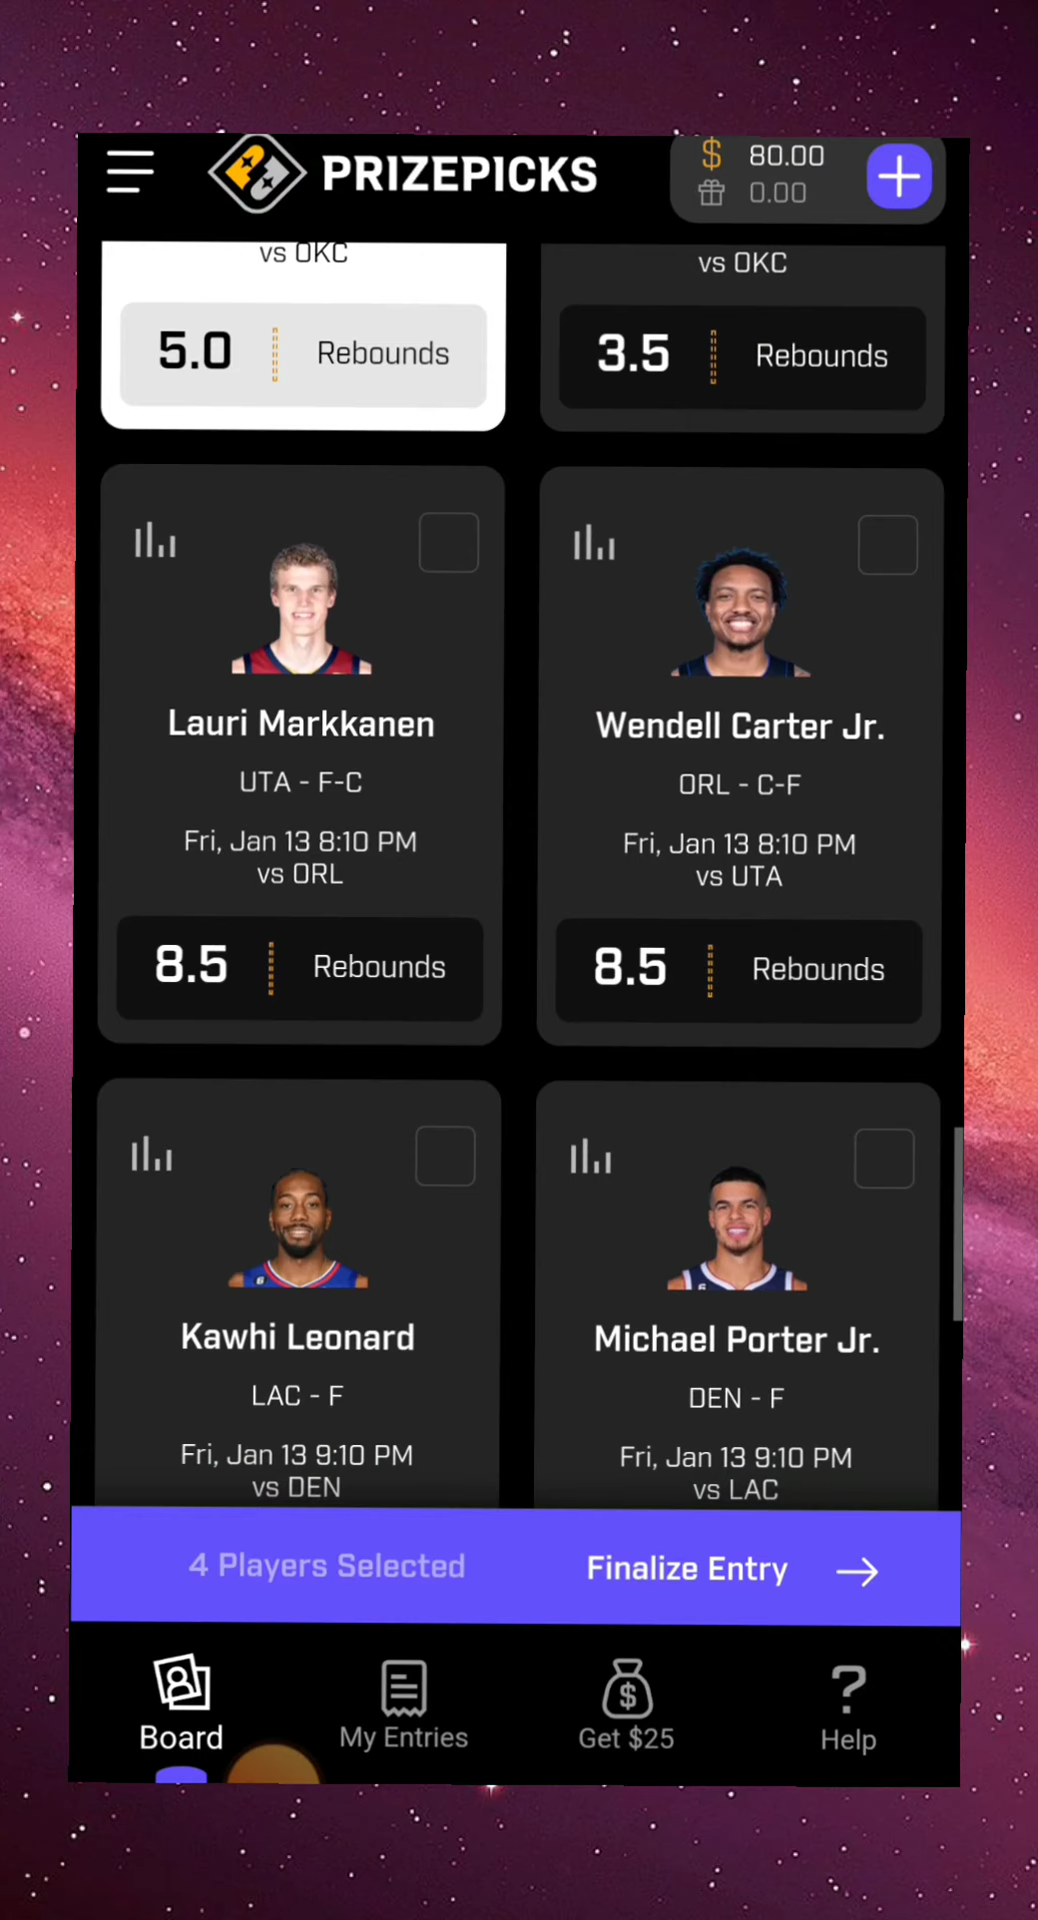 PRIZEPICKS
$ 80.00
0.00
vs OKC
5.0 Rebounds
vs OKC
3.5 Rebounds
Lauri Markkanen
UTA - F-C
Fri, Jan 13 8:10 PM
vs ORL
8.5 Rebounds
Wendell Carter Jr.
ORL - C-F
Fri, Jan 13 8:10 PM
vs UTA
8.5 Rebounds
Kawhi Leonard
LAC - F
Fri, Jan 13 9:10 PM
vs DEN
Michael Porter Jr.
DEN - F
Fri, Jan 13 9:10 PM
vs LAC
4 Players Selected
Finalize Entry
Board
My Entries
Get $25
Help